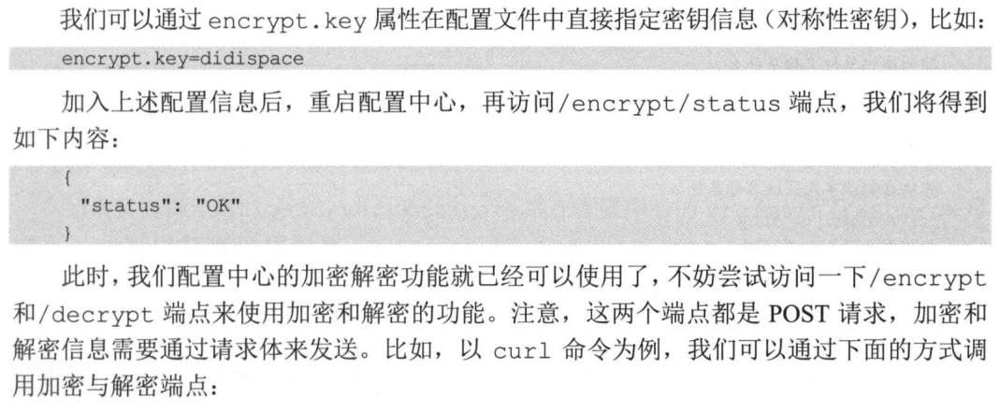 我们可以通过 encrypt.key 属性在配置文件中直接指定密钥信息（对称性密钥），比如：
encrypt.key=didispace
加入上述配置信息后，重启配置中心，再访问/encrypt/status 端点，我们将得到
如下内容：
{
"status": "OK"
}
此时，我们配置中心的加密解密功能就已经可以使用了，不妨尝试访问一下/encrypt
和/decrypt 端点来使用加密和解密的功能。注意，这两个端点都是 POST 请求，加密和
解密信息需要通过请求体来发送。比如，以 curl 命令为例，我们可以通过下面的方式调
用加密与解密端点：